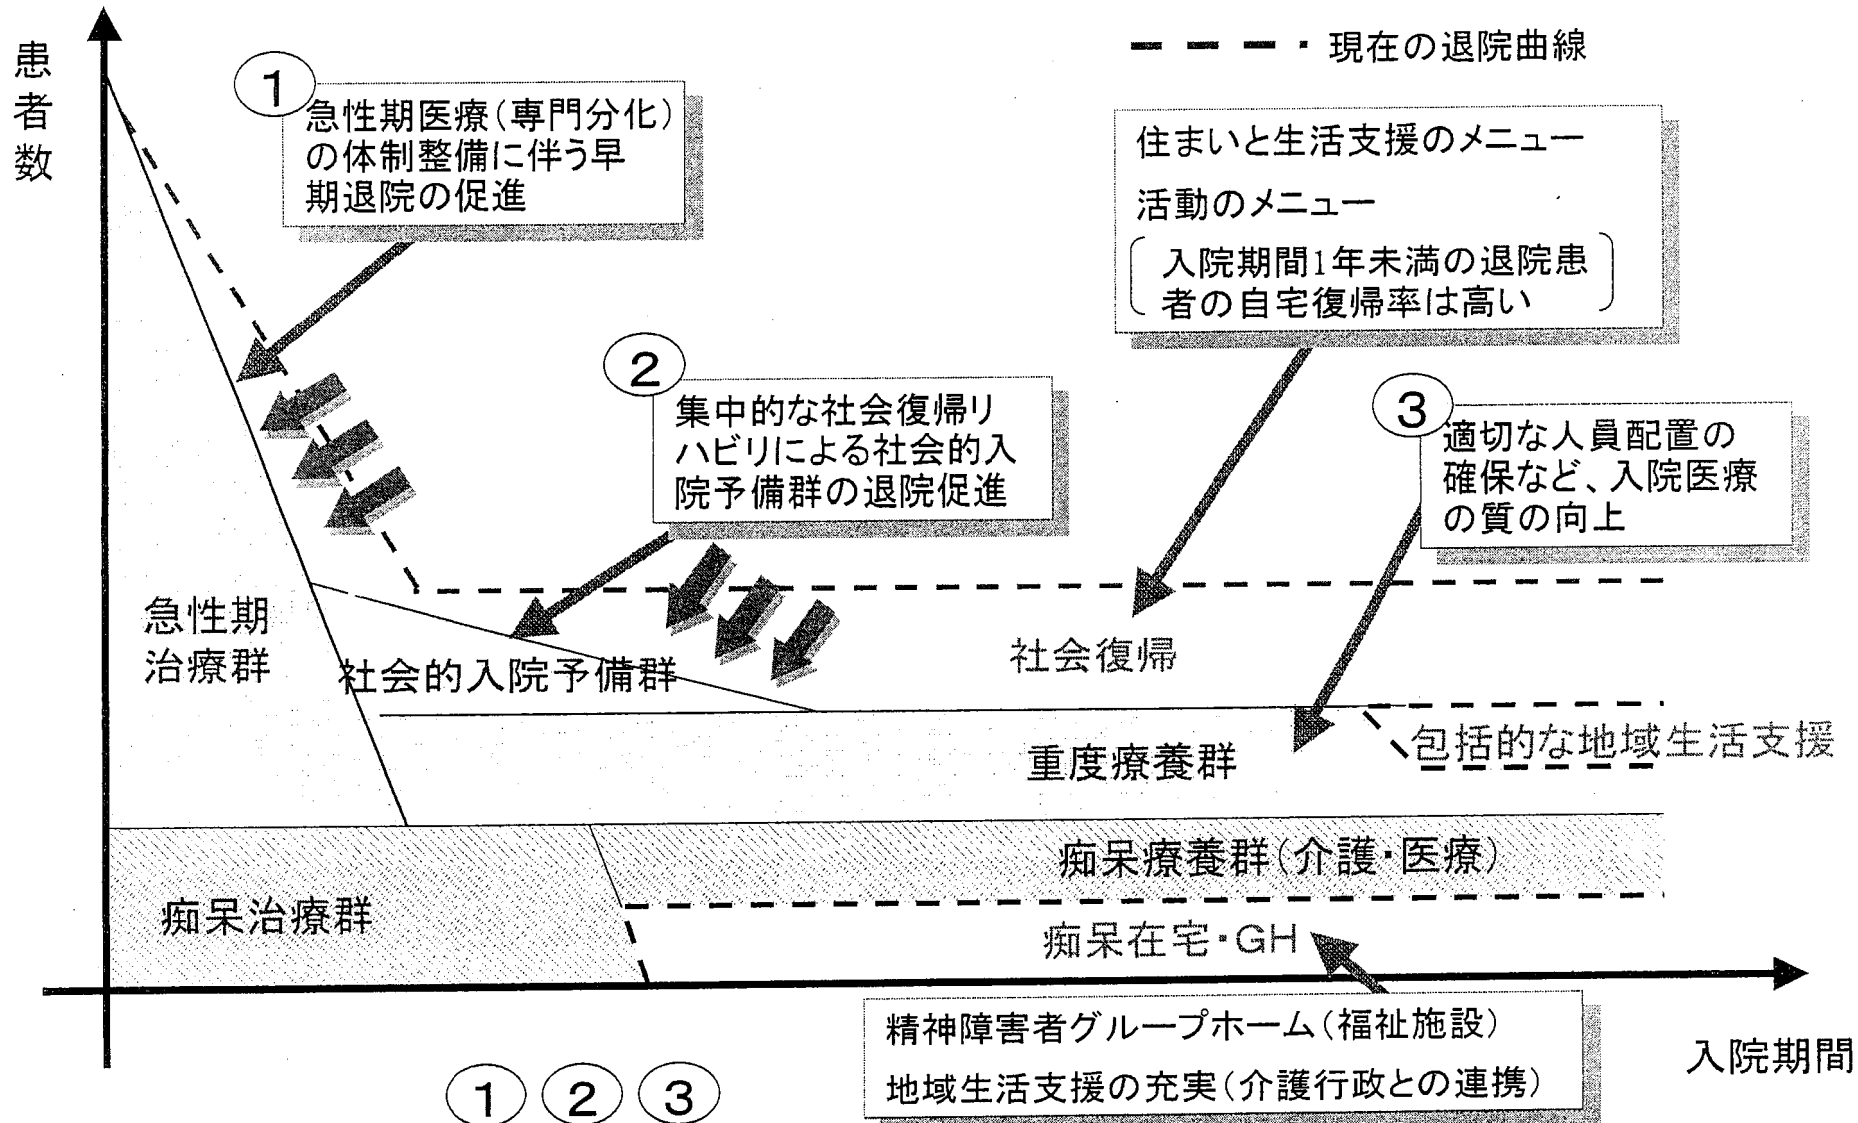 患者数
現在の退院曲線
①
急性期医療(専門分化)
の体制整備に伴う早
期退院の促進
住まいと生活支援のメニュー
活動のメニュー
入院期間1年未満の退院患
者の自宅復帰率は高い
②
集中的な社会復帰リ
ハビリによる社会的入
院予備群の退院促進
③
適切な人員配置の
確保など、入院医療
の質の向上
急性期
治療群
社会的入院予備群
社会復帰
重度療養群
包括的な地域生活支援
痴呆療養群(介護・医療)
痴呆治療群
痴呆在宅・GH
精神障害者グループホーム(福祉施設)
地域生活支援の充実(介護行政との連携)
入院期間
① ② ③